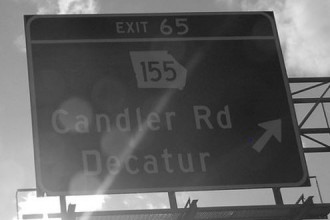 EXIT 65
155
Candler Rd
Decatur